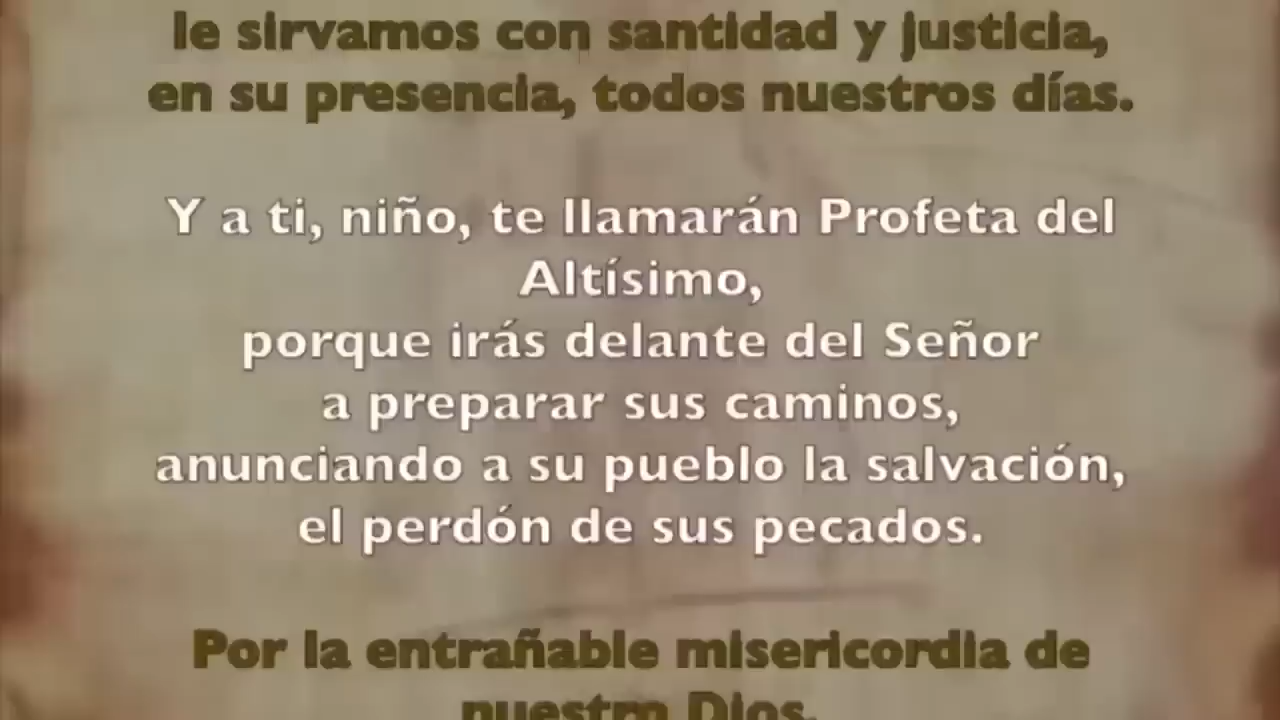 le sirvamos con santidad y justicia,
en su presencia, todos nuestros días.
Y a ti, niño, te llamarán Profeta del
Altísimo,
porque irás delante del Señor
a preparar sus caminos,
anunciando a su pueblo la salvación,
el perdón de sus pecados.
Por la entrañable misericordia de
nuestro Dios,